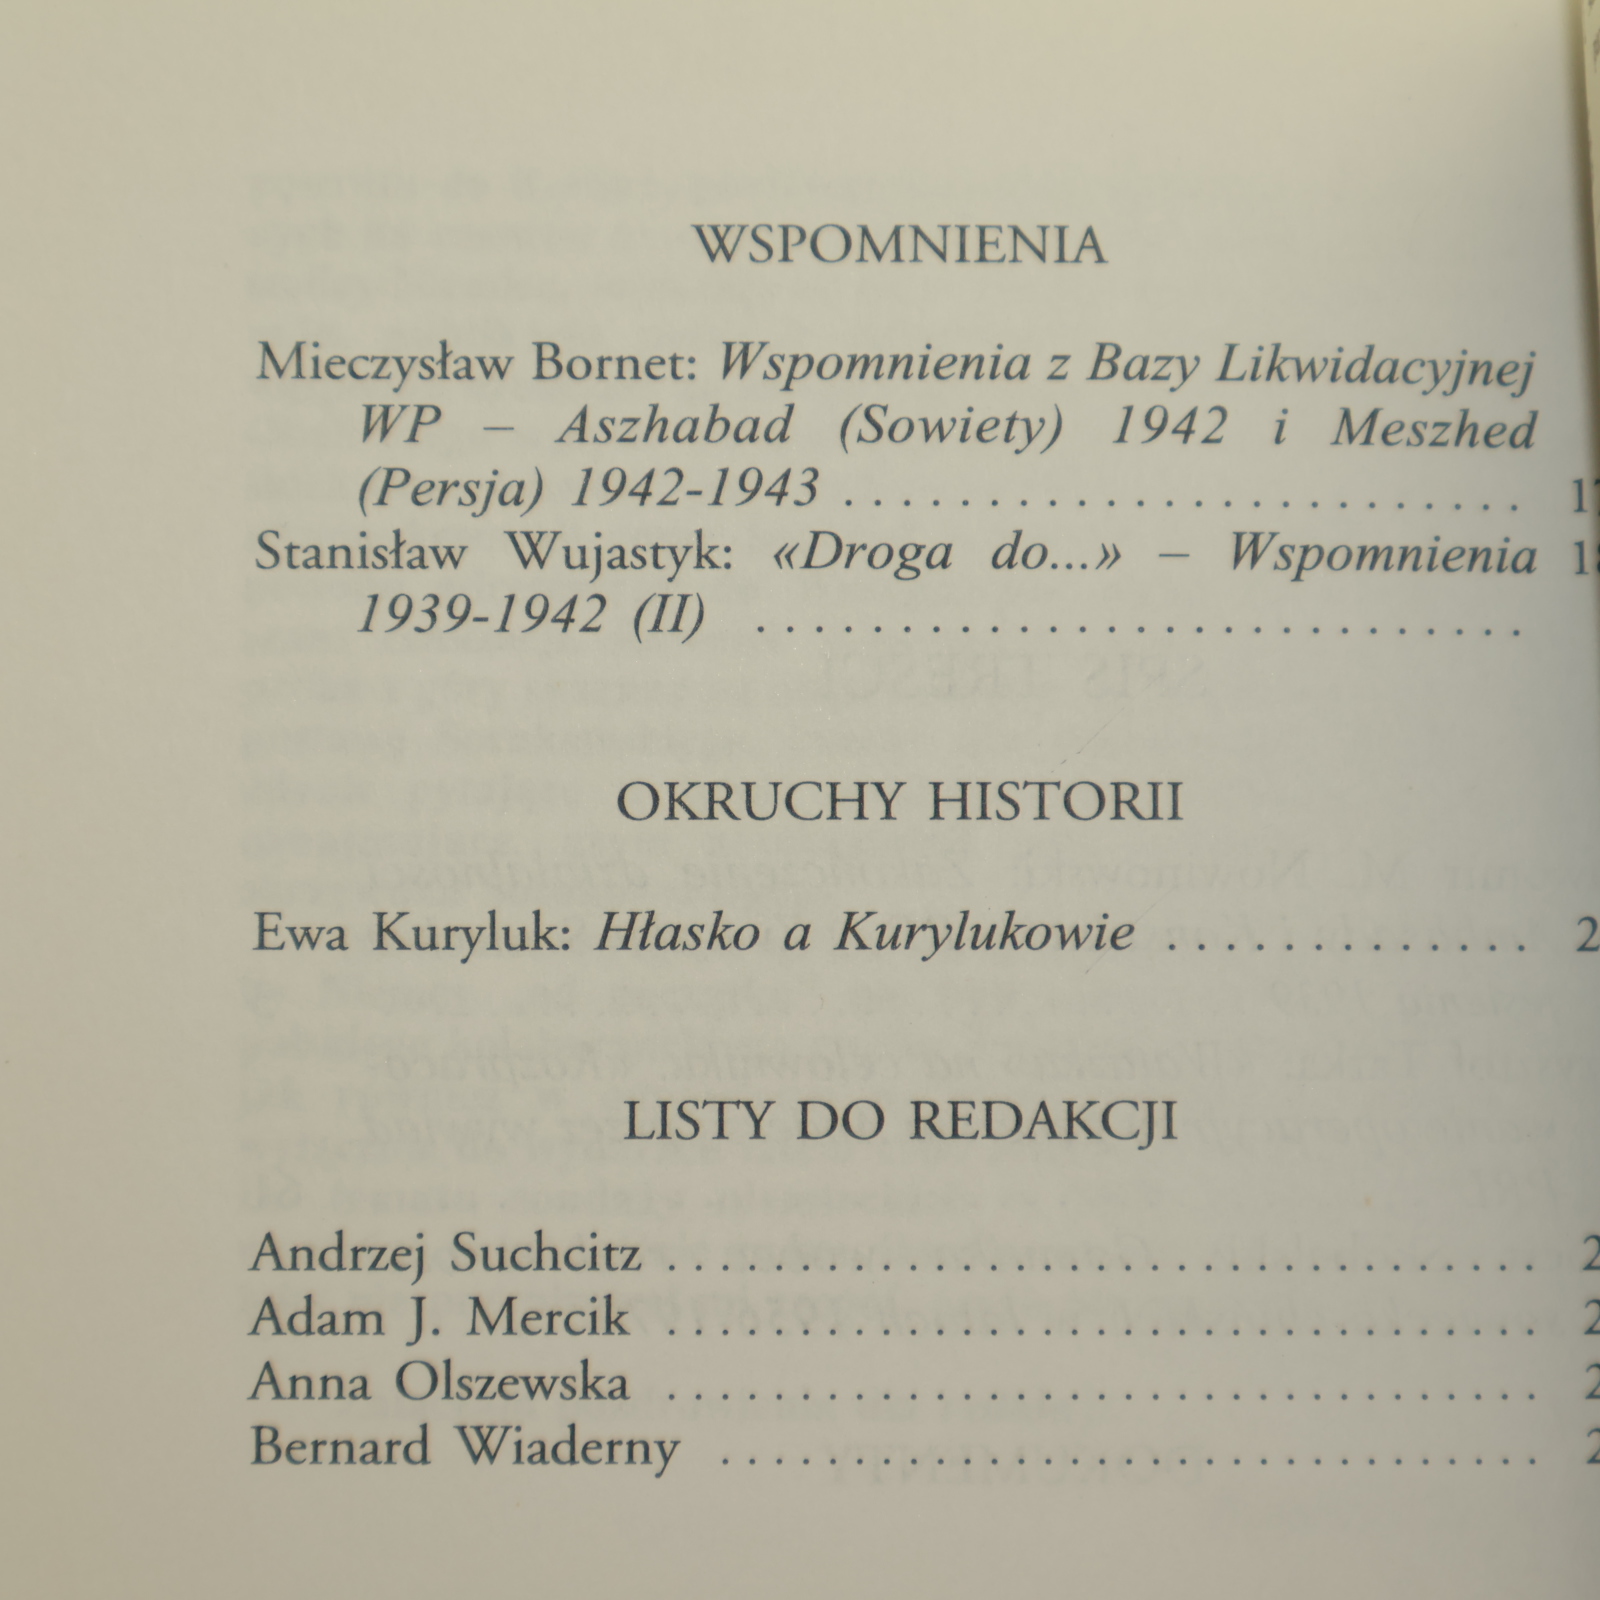 WSPOMNIENIA
Mieczysław Bornet: Wspomnienia z Bazy Likwidacyjnej
WP – Aszhabad (Sowiety) 1942 i Meszhed
(Persja) 1942-1943 . . . . . . . . . . . . . . . . . . . . . . . .
Stanisław Wujastyk: «Droga do...» – Wspomnienia
1939-1942 (II) . . . . . . . . . . . . . . . . . . . . . . . . . . .
OKRUCHY HISTORII
Ewa Kuryluk: Hłasko a Kurylukowie . . . . . . . . . . . . .
LISTY DO REDAKCJI
Andrzej Suchcitz . . . . . . . . . . . . . . . . . . . . . . . . . . . . . . .
Adam J. Mercik . . . . . . . . . . . . . . . . . . . . . . . . . . . . . . .
Anna Olszewska . . . . . . . . . . . . . . . . . . . . . . . . . . . . . . .
Bernard Wiaderny . . . . . . . . . . . . . . . . . . . . . . . . . . . . .